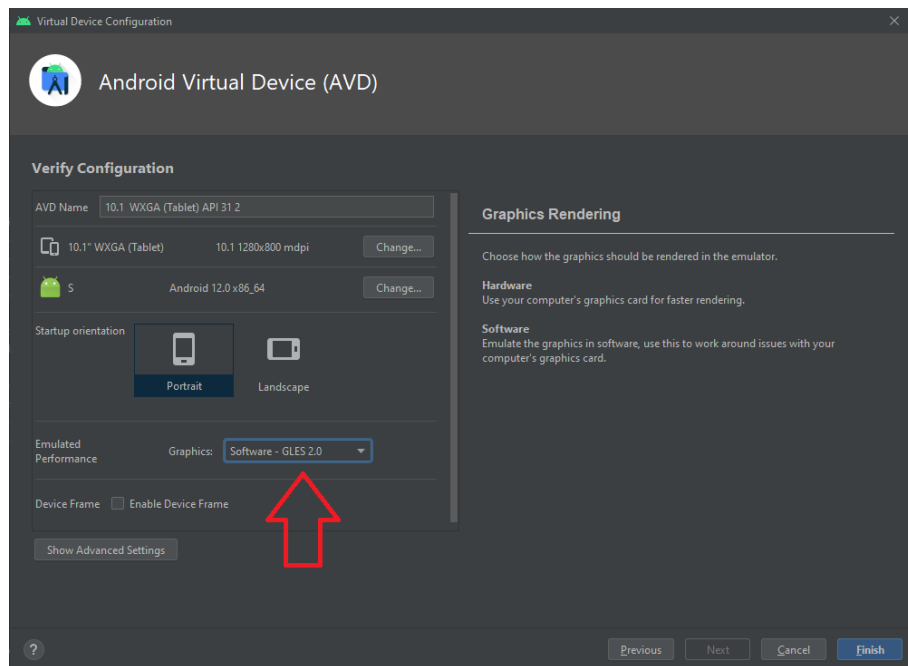 Virtual Device Configuration
Android Virtual Device (AVD)
Verify Configuration
AVD Name 10.1 WXGA (Tablet) API 31 2
10.1" WXGA (Tablet) 10.1 1280x800 mdpi Change...
S Android 12.0 x86_64 Change...
Startup orientation
Portrait Landscape
Emulated
Performance
Graphics: Software - GLES 2.0
Device Frame Enable Device Frame
Show Advanced Settings
Graphics Rendering
Choose how the graphics should be rendered in the emulator.
Hardware
Use your computer's graphics card for faster rendering.
Software
Emulate the graphics in software, use this to work around issues with your
computer's graphics card.
? Previous Next Cancel Finish